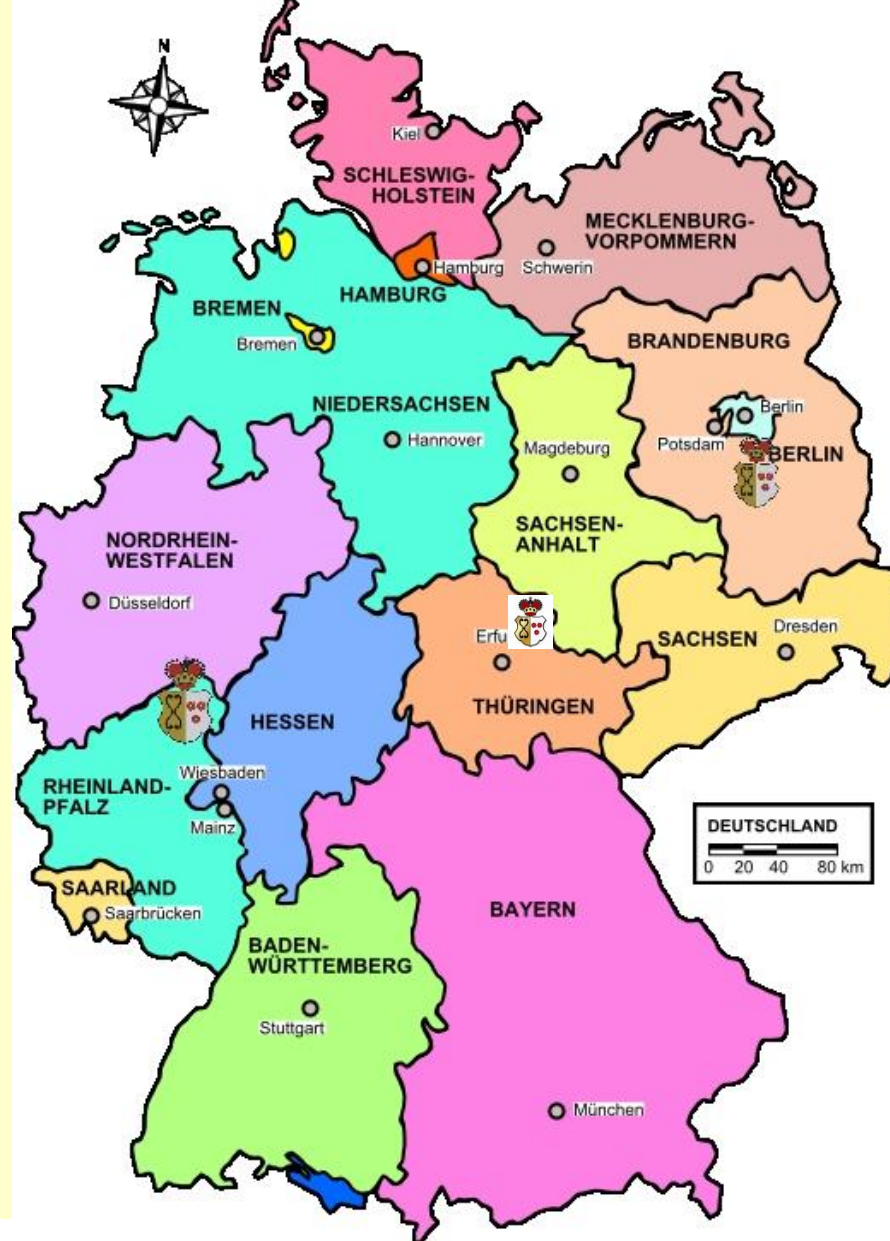 N
Kiel
SCHLESWIG-
HOLSTEIN
MECKLENBURG-
VORPOMMERN
Hamburg
Schwerin
HAMBURG
BREMEN
Bremen
BRANDENBURG
NIEDERSACHSEN
Hannover
Berlin
Potsdam
BERLIN
Magdeburg
SACHSEN-
ANHALT
NORDRHEIN-
WESTFALEN
Düsseldorf
Erfu
SACHSEN
Dresden
THÜRINGEN
HESSEN
Wiesbaden
Mainz
RHEINLAND-
PFALZ
SAARLAND
Saarbrücken
DEUTSCHLAND
0 20 40 80 km
BAYERN
BADEN-
WÜRTTEMBERG
Stuttgart
München